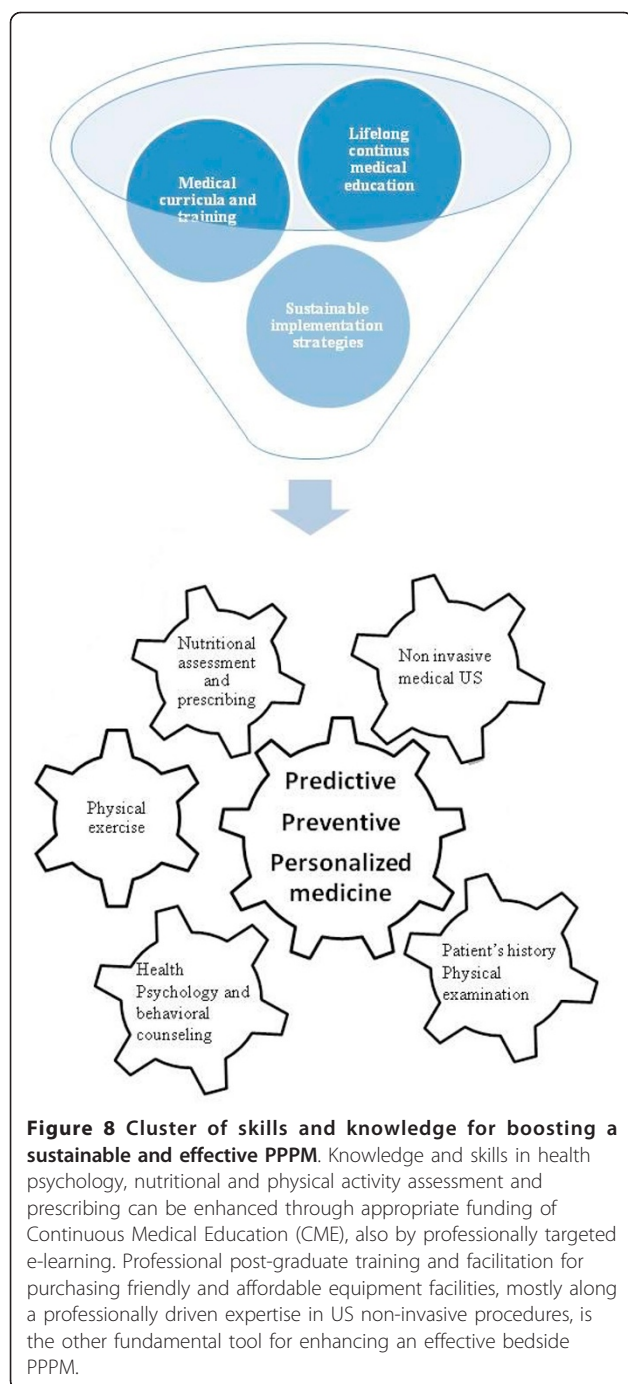 Lifelong
continus
medical
education
Medical
curricula and
training
Sustainable
implementation
strategies
Nutritional
assessment
and
prescribing
Non invasive
medical US
Physical
exercise
Predictive
Preventive
Personalized
medicine
Health
Psychology and
behavioral
counseling
Patient's history
Physical
examination
Figure 8 Cluster of skills and knowledge for boosting a
sustainable and effective PPPM. Knowledge and skills in health
psychology, nutritional and physical activity assessment and
prescribing can be enhanced through appropriate funding of
Continuous Medical Education (CME), also by professionally targeted
e-learning. Professional post-graduate training and facilitation for
purchasing friendly and affordable equipment facilities, mostly along
a professionally driven expertise in US non-invasive procedures, is
the other fundamental tool for enhancing an effective bedside
PPPM.